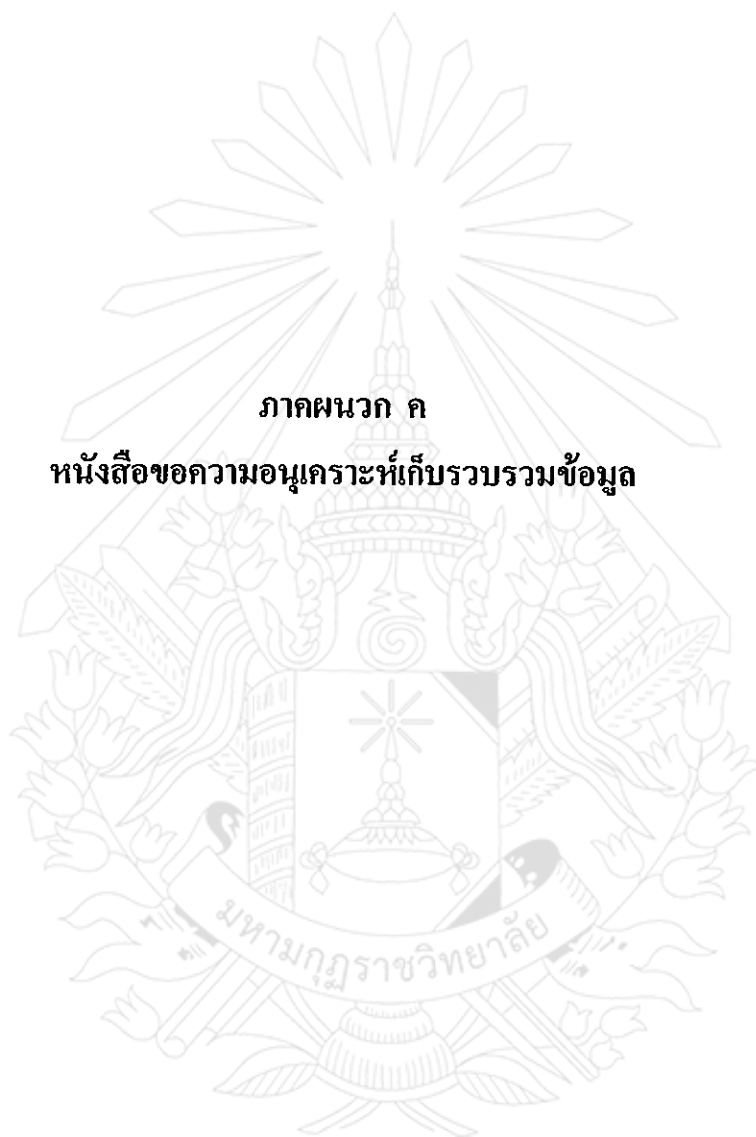 ภาคผนวก ค
หนังสือขอความอนุเคราะห์เก็บรวบรวมข้อมูล
มหามกุฏราชวิทยาลัย